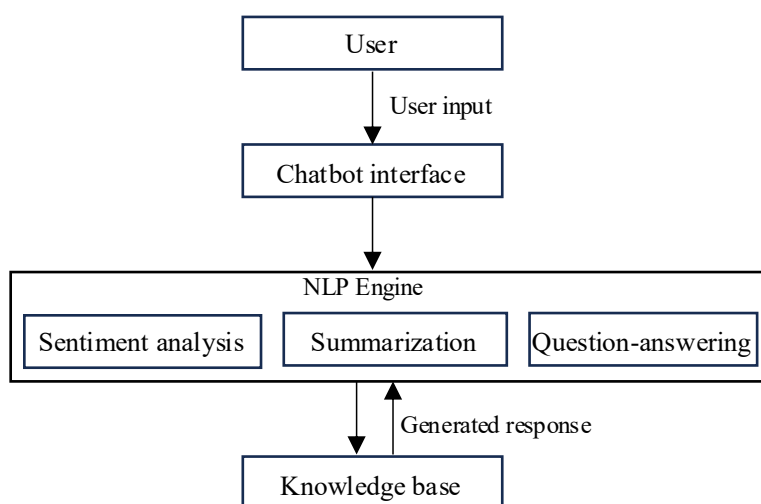 User
User input
Chatbot interface
NLP Engine
Sentiment analysis
Summarization
Question-answering
Generated response
Knowledge base